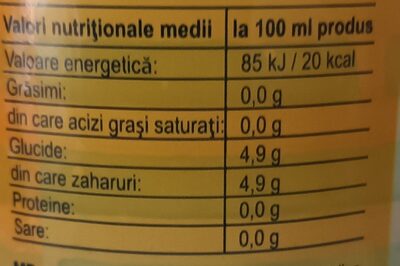 Valori nutriţionale medii la 100 ml produs
Valoare energetică: 85 kJ / 20 kcal
Grăsimi: 0,0 g
din care acizi graşi saturaţi: 0,0 g
Glucide: 4,9 g
din care zaharuri: 4,9 g
Proteine: 0,0 g
Sare: 0,0 g